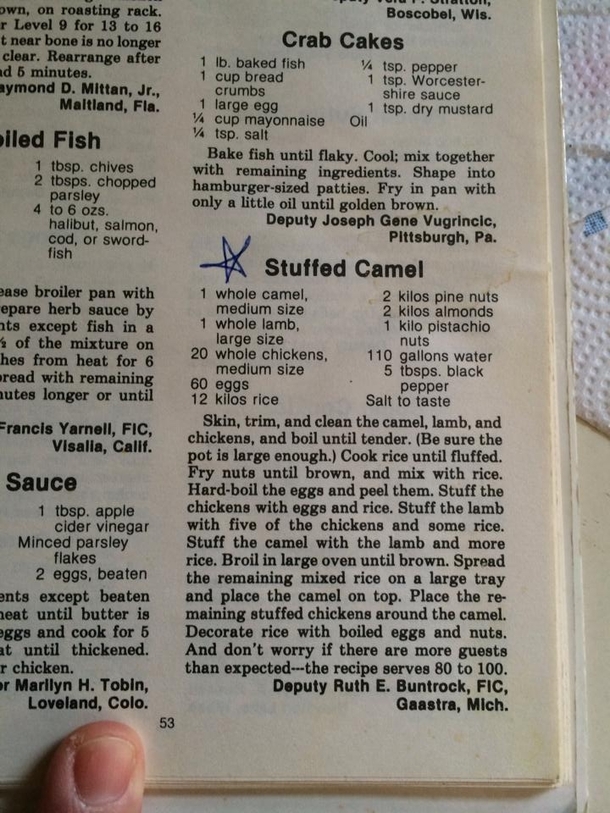 own, on roasting rack.
r Level 9 for 13 to 16
t near bone is no longer
clear. Rearrange after
nd 5 minutes.
aymond D. Mittan, Jr.,
Maitland, Fla.
oiled Fish
1 tbsp. chives
2 tbsps. chopped
parsley
4 to 6 ozs.
halibut, salmon,
cod, or sword-
fish
ease broiler pan with
repare herb sauce by
nts except fish in a
½ of the mixture on
hes from heat for 6
pread with remaining
nutes longer or until
Francis Yarnell, FIC,
Visalia, Calif.
Sauce
1 tbsp. apple
cider vinegar
Minced parsley
flakes
2 eggs, beaten
ents except beaten
heat until butter is
eggs and cook for 5
at until thickened.
r chicken.
or Marilyn H. Tobin,
Loveland, Colo.
Boscobel, Wis.
Crab Cakes
1 lb. baked fish
1 cup bread
crumbs
1 large egg
¼ cup mayonnaise
¼ tsp. salt
¼ tsp. pepper
1 tsp. Worcester-
shire sauce
1 tsp. dry mustard
Oil
Bake fish until flaky. Cool; mix together
with remaining ingredients. Shape into
hamburger-sized patties. Fry in pan with
only a little oil until golden brown.
Deputy Joseph Gene Vugrincic,
Pittsburgh, Pa.
Stuffed Camel
1 whole camel,
medium size
1 whole lamb,
large size
20 whole chickens,
medium size
60 eggs
12 kilos rice
2 kilos pine nuts
2 kilos almonds
1 kilo pistachio
nuts
110 gallons water
5 tbsps. black
pepper
Salt to taste
Skin, trim, and clean the camel, lamb, and
chickens, and boil until tender. (Be sure the
pot is large enough.) Cook rice until fluffed.
Fry nuts until brown, and mix with rice.
Hard-boil the eggs and peel them. Stuff the
chickens with eggs and rice. Stuff the lamb
with five of the chickens and some rice.
Stuff the camel with the lamb and more
rice. Broil in large oven until brown. Spread
the remaining mixed rice on a large tray
and place the camel on top. Place the re-
maining stuffed chickens around the camel.
Decorate rice with boiled eggs and nuts.
And don't worry if there are more guests
than expected---the recipe serves 80 to 100.
Deputy Ruth E. Buntrock, FIC,
Gaastra, Mich.
53